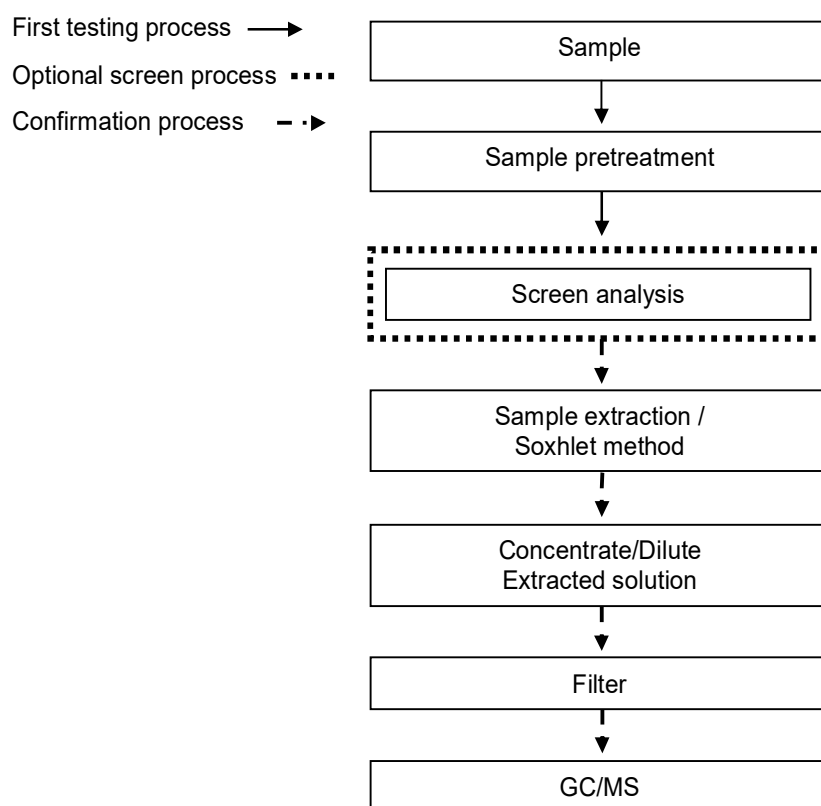 First testing process
Optional screen process
Confirmation process
Sample
Sample pretreatment
Screen analysis
Sample extraction /
Soxhlet method
Concentrate/Dilute
Extracted solution
Filter
GC/MS